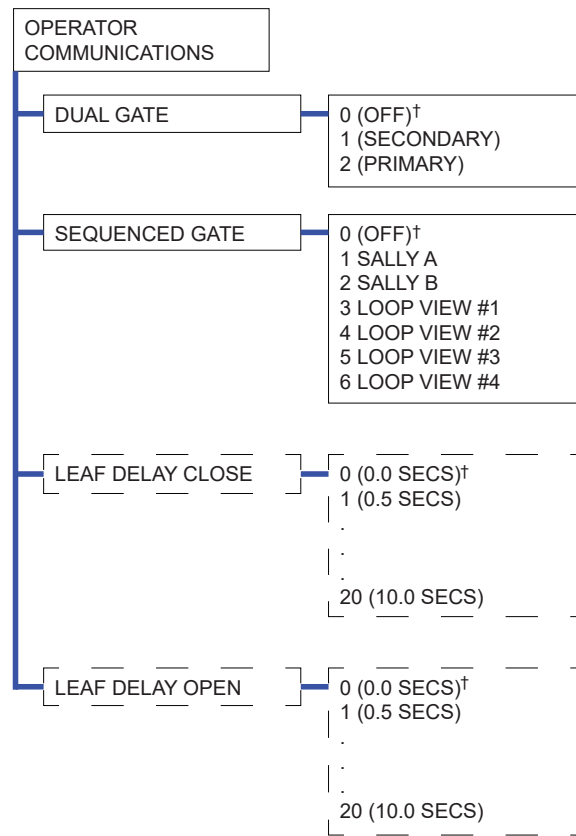 OPERATOR
COMMUNICATIONS
DUAL GATE
0 (OFF)†
1 (SECONDARY)
2 (PRIMARY)
SEQUENCED GATE
0 (OFF)†
1 SALLY A
2 SALLY B
3 LOOP VIEW #1
4 LOOP VIEW #2
5 LOOP VIEW #3
6 LOOP VIEW #4
LEAF DELAY CLOSE
0 (0.0 SECS)†
1 (0.5 SECS)
.
.
.
20 (10.0 SECS)
LEAF DELAY OPEN
0 (0.0 SECS)†
1 (0.5 SECS)
.
.
.
20 (10.0 SECS)